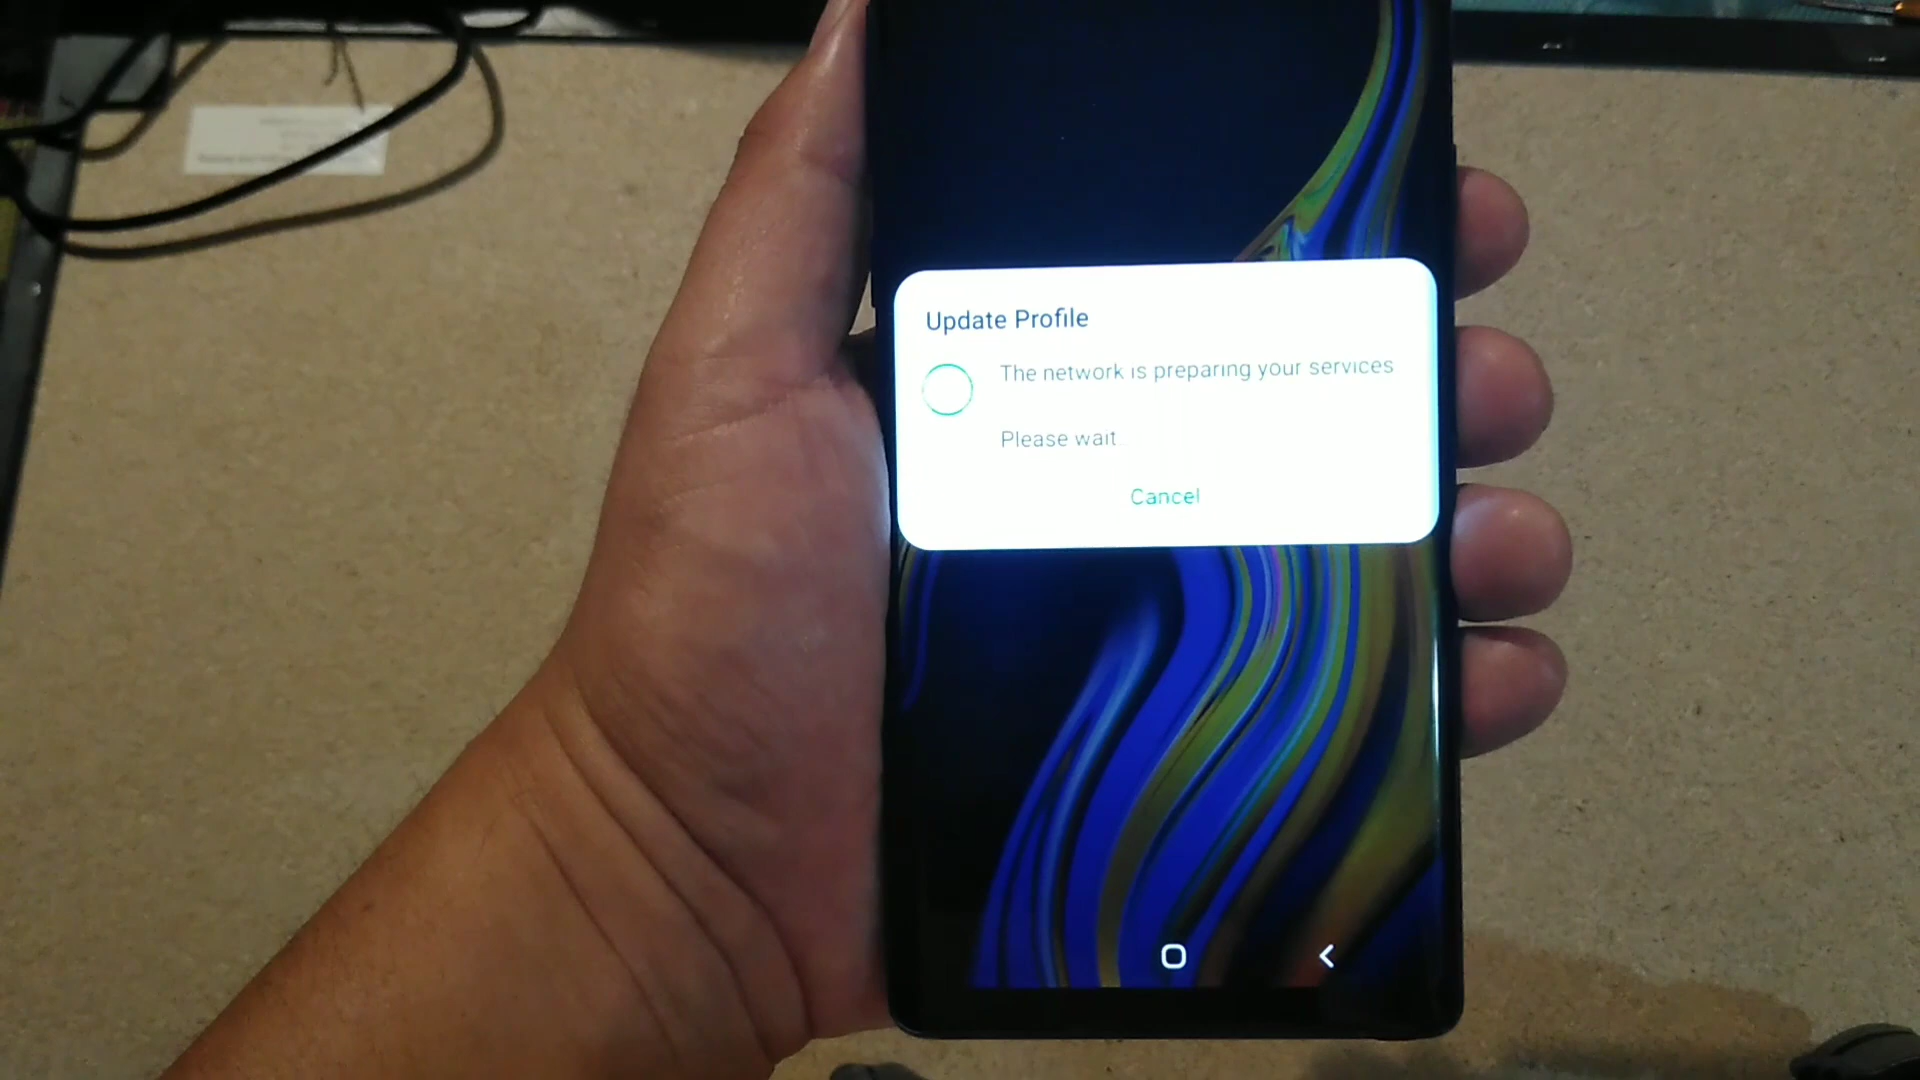 Update Profile
The network is preparing your services
Please wait...
Cancel